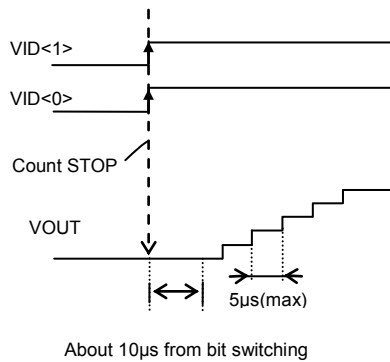 VID<1>
VID<0>
Count STOP
VOUT
5µs(max)
About 10µs from bit switching